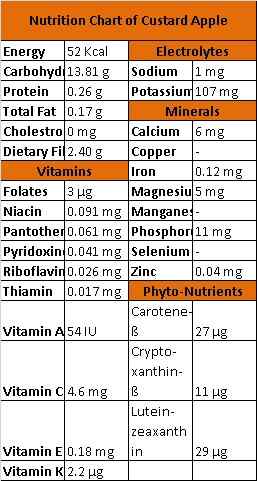 Nutrition Chart of Custard Apple
Energy 52 Kcal Electrolytes
Carbohyd 13.81 g Sodium 1 mg
Protein 0.26 g Potassium 107 mg
Total Fat 0.17 g Minerals
Cholestro 0 mg Calcium 6 mg
Dietary Fi 2.40 g Copper -
Vitamins Iron 0.12 mg
Folates 3 µg Magnesiu 5 mg
Niacin 0.091 mg Manganes -
Pantother 0.061 mg Phosphor 11 mg
Pyridoxin 0.041 mg Selenium -
Riboflavin 0.026 mg Zinc 0.04 mg
Thiamin 0.017 mg Phyto-Nutrients
Carotene-
Vitamin A 54 IU ß 27 µg
Crypto-
xanthin-
Vitamin C 4.6 mg ß 11 µg
Lutein-
zeaxanth
Vitamin E 0.18 mg in 29 µg
Vitamin K 2.2 µg